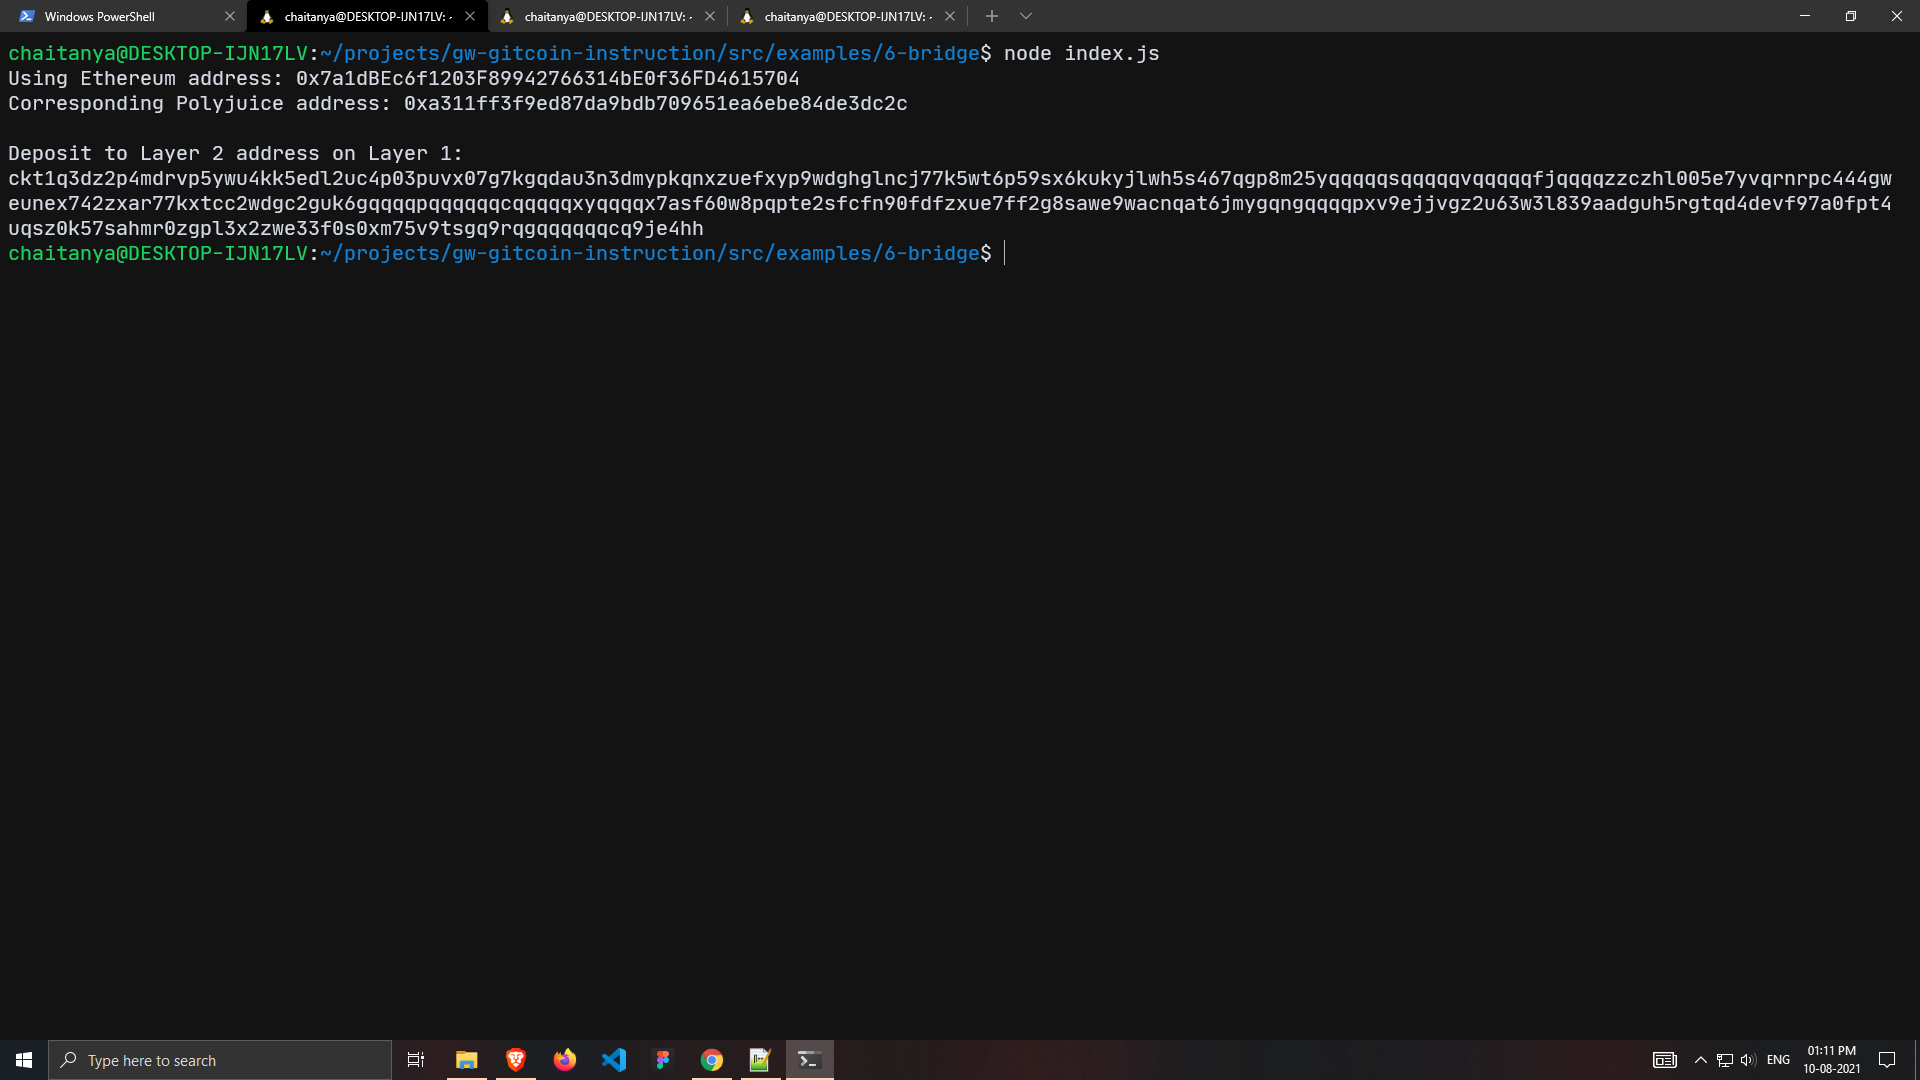 Windows PowerShell
chaitanya@DESKTOP-IJN17LV: -
chaitanya@DESKTOP-IJN17LV: -
chaitanya@DESKTOP-IJN17LV: -
chaitanya@DESKTOP-IJN17LV:~/projects/gw-gitcoin-instruction/src/examples/6-bridge$ node index.js
Using Ethereum address: 0x7a1dBEc6f1203F89942766314bE0f36FD4615704
Corresponding Polyjuice address: 0xa311ff3f9ed87da9bdb709651ea6ebe84de3dc2c
Deposit to Layer 2 address on Layer 1:
ckt1q3dz2p4mdrvp5ywu4kk5edl2uc4p03puvx07g7kgqdau3n3dmypkqnxzuefxyp9wdghglncj77k5wt6p59sx6kukyjlwh5s467qgp8m25yqqqqqsqqqqqvqqqqqfjqqqqzzczhl005e7yvqrnrpc444gw
eunex742zxar77kxtcc2wdgc2guk6gqqqqpqqqqqqcqqqqqxyqqqqx7asf60w8pqpte2sfcfn90fdfzxue7ff2g8sawe9wacnqat6jmygqngqqqqpxv9ejjvgz2u63w3l839aadguh5rgtqd4devf97a0fpt4
uqsz0k57sahmr0zgpl3x2zwe33f0s0xm75v9tsgq9rqgqqqqqqcq9je4hh
chaitanya@DESKTOP-IJN17LV:~/projects/gw-gitcoin-instruction/src/examples/6-bridge$
Type here to search
ENG
01:11 PM
10-08-2021